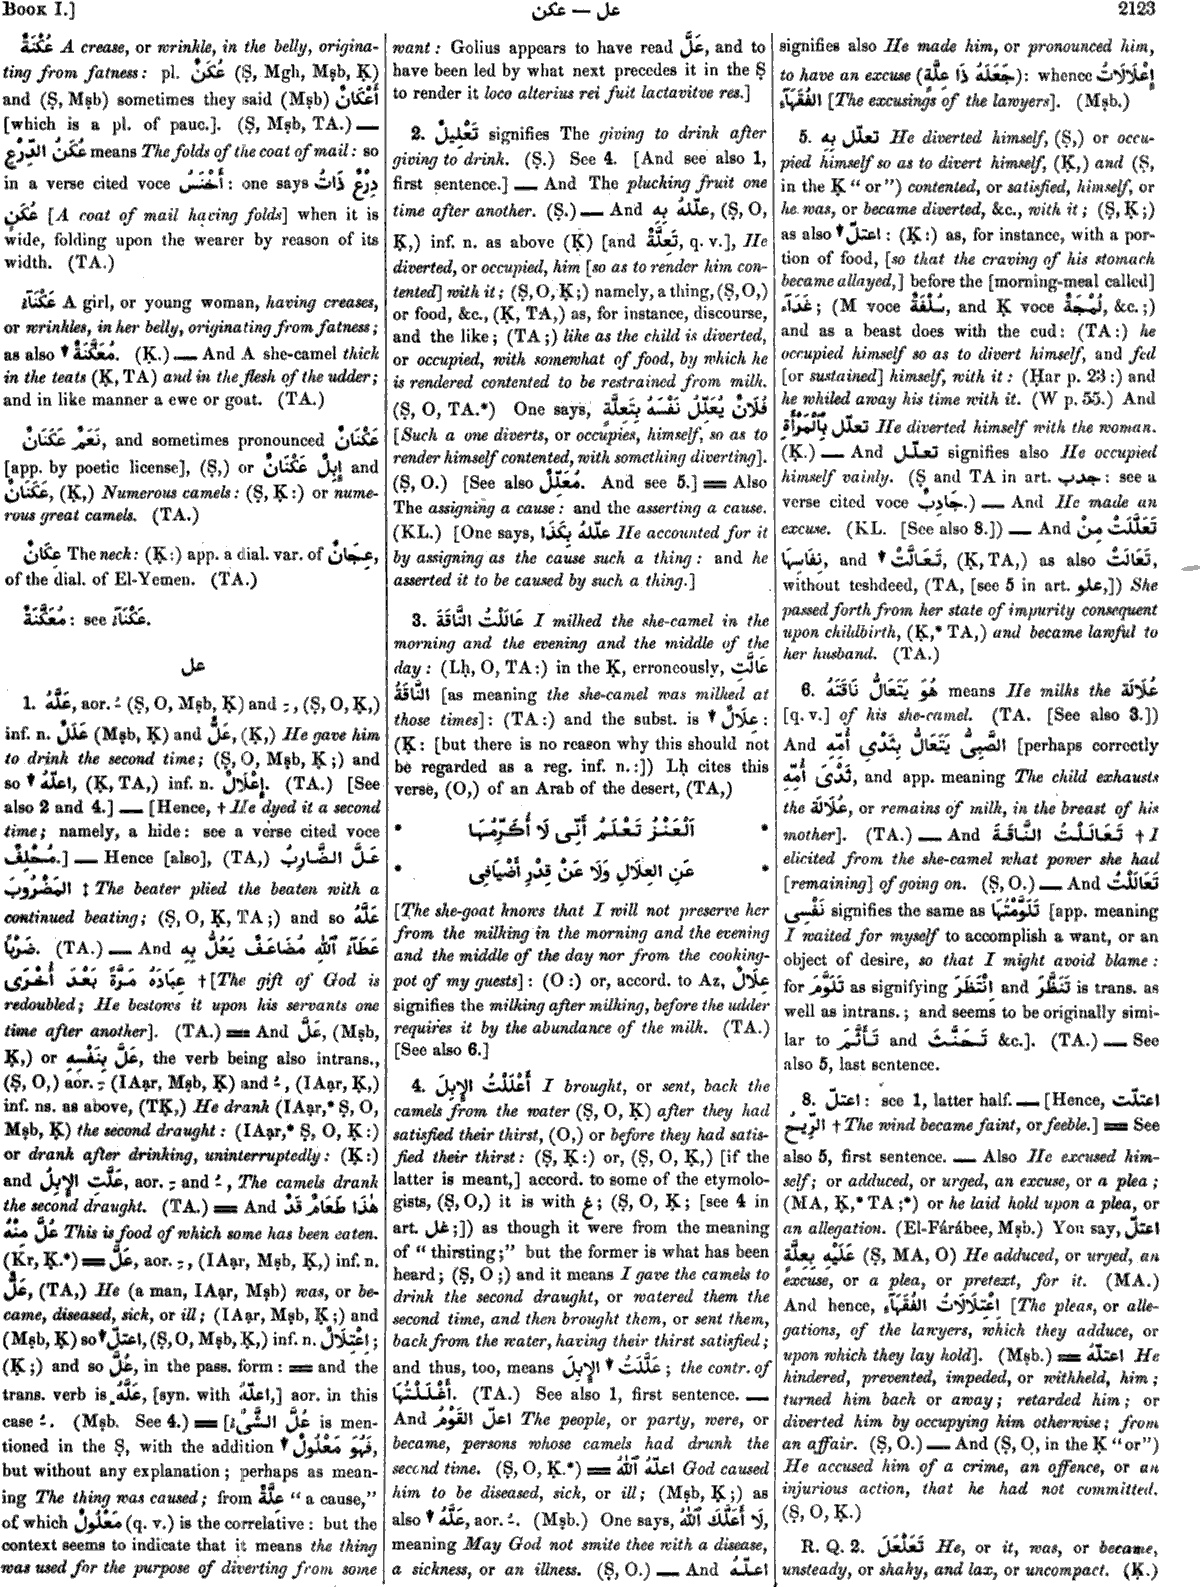 BOOK I.]
عل — عكن
2123
عُكْنَةٌ A crease, or wrinkle, in the belly, origina-
ting from fatness: pl. عُكَنٌ (Ṣ, Mgh, Mṣb, Ḳ)
and (Ṣ, Mṣb) sometimes they said (Mṣb) أَعْكَانٌ
[which is a pl. of pauc.]. (Ṣ, Mṣb, TA.) —
عُكَنُ الدِّرْعِ means The folds of the coat of mail: so
in a verse cited voce أَخْنَسُ: one says دِرْعٌ ذَاتُ
عُكَنٍ [A coat of mail having folds] when it is
wide, folding upon the wearer by reason of its
width. (TA.)
عَكْنَآءُ A girl, or young woman, having creases,
or wrinkles, in her belly, originating from fatness;
as also ▼ مُعَكَّنَةٌ. (Ḳ.) — And A she-camel thick
in the teats (Ḳ, TA) and in the flesh of the udder;
and in like manner a ewe or goat. (TA.)
نَعَمٌ عَكَنَانٌ, and sometimes pronounced عَكْنَانٌ
[app. by poetic license], (Ṣ,) or إِبِلٌ عَكْنَانٌ and
عَكَنَانٌ, (Ḳ,) Numerous camels: (Ṣ, Ḳ:) or nume-
rous great camels. (TA.)
عِكَانٌ The neck: (Ḳ:) app. a dial. var. of عِجَانٌ,
of the dial. of El-Yemen. (TA.)
مُعَكَّنَةٌ: see عَكْنَآءُ.
عل
1. عَلَّهُ, aor. ـُ (Ṣ, O, Mṣb, Ḳ) and ـِ, (Ṣ, O, Ḳ,)
inf. n. عَلَلٌ (Mṣb, Ḳ) and عَلٌّ, (Ḳ,) He gave him
to drink the second time; (Ṣ, O, Mṣb, Ḳ;) and
so ▼ اعلّهُ, (Ḳ, TA,) inf. n. إِعْلَالٌ. (TA.) [See
also 2 and 4.] — [Hence, † He dyed it a second
time; namely, a hide: see a verse cited voce
مُخْلِفٌ.] — Hence [also], (TA,) عَلَّ الضَّارِبُ
المَضْرُوبَ ‡ The beater plied the beaten with a
continued beating; (Ṣ, O, Ḳ, TA;) and so عَلَّهُ
ضَرْبًا. (TA.) — And عَطَآءُ ٱللّٰهِ مُضَاعَفٌ يَعُلُّ بِهِ
عِبَادَهُ مَرَّةً بَعْدَ أُخْرَى † [The gift of God is
redoubled; He bestows it upon his servants one
time after another]. (TA.) ═ And عَلَّ, (Mṣb,
Ḳ,) or عَلَّ بِنَفْسِهِ, the verb being also intrans.,
(Ṣ, O,) aor. ـِ (IAạr, Mṣb, Ḳ) and ـُ, (IAạr, Ḳ,)
inf. ns. as above, (TḲ,) He drank (IAạr,* Ṣ, O,
Mṣb, Ḳ) the second draught: (IAạr,* Ṣ, O, Ḳ:)
or drank after drinking, uninterruptedly: (Ḳ:)
and عَلَّتِ الإِبِلُ, aor. ـِ and ـُ, The camels drank
the second draught. (TA.) ═ And هٰذَا طَعَامٌ قَدْ
عُلَّ مِنْهُ This is food of which some has been eaten.
(Kr, Ḳ.*) ═ عَلَّ, aor. ـِ, (IAạr, Mṣb, Ḳ,) inf. n.
عَلٌّ, (TA,) He (a man, IAạr, Mṣb) was, or be-
came, diseased, sick, or ill; (IAạr, Mṣb, Ḳ;) and
(Mṣb, Ḳ) so ▼ اعتلّ, (Ṣ, O, Mṣb, Ḳ,) inf. n. اِعْتِلَالٌ;
(Ḳ;) and so عُلَّ, in the pass. form: ═ and the
trans. verb is عَلَّهُ, [syn. with اعلّهُ,] aor. in this
case ـُ. (Mṣb. See 4.) ═ [عُلَّ الشَّىْءُ is men-
tioned in the Ṣ, with the addition ▼ فَهُوَ مَعْلُولٌ,
but without any explanation; perhaps as mean-
ing The thing was caused; from عِلَّةٌ “a cause,”
of which مَعْلُولٌ (q. v.) is the correlative: but the
context seems to indicate that it means the thing
was used for the purpose of diverting from some
want: Golius appears to have read عَلَّ, and to
have been led by what next precedes it in the Ṣ
to render it loco alterius rei fuit lactavitve res.]
2. تَعْلِيلٌ signifies The giving to drink after
giving to drink. (Ṣ.) See 4. [And see also 1,
first sentence.] — And The plucking fruit one
time after another. (Ṣ.) — And علّلهُ بِهِ, (Ṣ, O,
Ḳ,) inf. n. as above (Ḳ) [and تَعِلَّةٌ, q. v.], He
diverted, or occupied, him [so as to render him con-
tented] with it; (Ṣ, O, Ḳ;) namely, a thing, (Ṣ, O,)
or food, &c., (Ḳ, TA,) as, for instance, discourse,
and the like; (TA;) like as the child is diverted,
or occupied, with somewhat of food, by which he
is rendered contented to be restrained from milk.
(Ṣ, O, TA.*) One says, فُلَانٌ يُعَلِّلُ نَفْسَهُ بِتَعِلَّةٍ
[Such a one diverts, or occupies, himself, so as to
render himself contented, with something diverting].
(Ṣ, O.) [See also مُعَلِّلٌ. And see 5.] ═ Also
The assigning a cause: and the asserting a cause.
(KL.) [One says, علّلهُ بِكَذَا He accounted for it
by assigning as the cause such a thing: and he
asserted it to be caused by such a thing.]
3. عَالَلْتُ النَّاقَةَ I milked the she-camel in the
morning and the evening and the middle of the
day: (Lḥ, O, TA:) in the Ḳ, erroneously, عَالَّتِ
النَّاقَةُ [as meaning the she-camel was milked at
those times]: (TA:) and the subst. is ▼ عِلَالٌ:
(Ḳ: [but there is no reason why this should not
be regarded as a reg. inf. n.:]) Lḥ cites this
verse, (O,) of an Arab of the desert, (TA,)
* اَلْعَنْزُ تَعْلَمُ أَنِّى لَا أُكَرِّمُهَا *
* عَنِ العِلَالِ وَلَا عَنْ قِدْرِ أَضْيَافِى *
[The she-goat knows that I will not preserve her
from the milking in the morning and the evening
and the middle of the day nor from the cooking-
pot of my guests]: (O:) or, accord. to Az, عِلَالٌ
signifies the milking after milking, before the udder
requires it by the abundance of the milk. (TA.)
[See also 6.]
4. أَعْلَلْتُ الإِبِلَ I brought, or sent, back the
camels from the water (Ṣ, O, Ḳ) after they had
satisfied their thirst, (O,) or before they had satis-
fied their thirst: (Ṣ, Ḳ:) or, (Ṣ, O, Ḳ,) [if the
latter is meant,] accord. to some of the etymolo-
gists, (Ṣ, O,) it is with غ; (Ṣ, O, Ḳ; [see 4 in
art. غل;]) as though it were from the meaning
of “thirsting;” but the former is what has been
heard; (Ṣ, O;) and it means I gave the camels to
drink the second draught, or watered them the
second time, and then brought them, or sent them,
back from the water, having their thirst satisfied;
and thus, too, means ▼ عَلَّلْتُ الإِبِلَ; the contr. of
أَغْلَلْتُهَا. (TA.) See also 1, first sentence. —
And اعلّ القَوْمُ The people, or party, were, or
became, persons whose camels had drunk the
second time. (Ṣ, O, Ḳ.*) ═ اعلّهُ ٱللّٰهُ God caused
him to be diseased, sick, or ill; (Mṣb, Ḳ;) as
also ▼ عَلَّهُ, aor. ـُ. (Mṣb.) One says, لَا أَعَلَّكَ ٱللّٰهُ,
meaning May God not smite thee with a disease,
a sickness, or an illness. (Ṣ, O.) — And اعلّهُ
signifies also He made him, or pronounced him,
to have an excuse (جَعَلَهُ ذَا عِلَّةٍ): whence إِعْلَالَاتُ
الفُقَهَآءِ [The excusings of the lawyers]. (Mṣb.)
5. تعلّل بِهِ He diverted himself, (Ṣ,) or occu-
pied himself so as to divert himself, (Ḳ,) and (Ṣ,
in the Ḳ “or”) contented, or satisfied, himself, or
he was, or became diverted, &c., with it; (Ṣ, Ḳ;)
as also ▼ اعتلّ: (Ḳ:) as, for instance, with a por-
tion of food, [so that the craving of his stomach
became allayed,] before the [morning-meal called]
غَدَآء; (M voce سُلْفَةٌ, and Ḳ voce لُمْجَةٌ, &c.;)
and as a beast does with the cud: (TA:) he
occupied himself so as to divert himself, and fed
[or sustained] himself, with it: (Ḥar p. 23:) and
he whiled away his time with it. (W p. 55.) And
تعلّل بِٱلْمَرْأَةِ He diverted himself with the woman.
(Ḳ.) — And تعلّل signifies also He occupied
himself vainly. (Ṣ and TA in art. جدب: see a
verse cited voce جَادِبٌ.) — And He made an
excuse. (KL. [See also 8.]) — And تَعَلَّلَتْ مِنْ
نِفَاسِهَا, and ▼ تَعَالَّتْ, (Ḳ, TA,) as also تَعَالَتْ,
without teshdeed, (TA, [see 5 in art. علو,]) She
passed forth from her state of impurity consequent
upon childbirth, (Ḳ,* TA,) and became lawful to
her husband. (TA.)
6. هُوَ يَتَعَالُّ نَاقَتَهُ means He milks the عُلَالَة
[q. v.] of his she-camel. (TA. [See also 3.])
And الصَّبِىُّ يَتَعَالُّ بِثَدْىِ أُمِّهِ [perhaps correctly
ثَدْىَ أُمِّهِ, and app. meaning The child exhausts
the عُلَالَة, or remains of milk, in the breast of his
mother]. (TA.) — And تَعَالَلْتُ النَّاقَةَ † I
elicited from the she-camel what power she had
[remaining] of going on. (Ṣ, O.) — And تَعَالَلْتُ
نَفْسِى signifies the same as تَلَوَّمْتُهَا [app. meaning
I waited for myself to accomplish a want, or an
object of desire, so that I might avoid blame:
for تَلَوَّمَ as signifying اِنْتَظَرَ and تَنَظَّرَ is trans. as
well as intrans.; and seems to be originally simi-
lar to تَأَثَّمَ and تَحَنَّثَ &c.]. (TA.) — See
also 5, last sentence.
8. اعتلّ: see 1, latter half. — [Hence, اعتلّت
الرِّيحُ † The wind became faint, or feeble.] ═ See
also 5, first sentence. — Also He excused him-
self; or adduced, or urged, an excuse, or a plea;
(MA, Ḳ,* TA;*) or he laid hold upon a plea, or
an allegation. (El-Fárábee, Mṣb.) You say, اعتلّ
عَلَيْهِ بِعِلَّةٍ (Ṣ, MA, O) He adduced, or urged, an
excuse, or a plea, or pretext, for it. (MA.)
And hence, اِعْتِلَالَاتُ الفُقَهَآءِ [The pleas, or alle-
gations, of the lawyers, which they adduce, or
upon which they lay hold]. (Mṣb.) ═ اعتلّهُ He
hindered, prevented, impeded, or withheld, him;
turned him back or away; retarded him; or
diverted him by occupying him otherwise; from
an affair. (Ṣ, O.) — And (Ṣ, O, in the Ḳ “or”)
He accused him of a crime, an offence, or an
injurious action, that he had not committed.
(Ṣ, O, Ḳ.)
R. Q. 2. تَعَلْعَلَ He, or it, was, or became,
unsteady, or shaky, and lax, or uncompact. (Ḳ.)